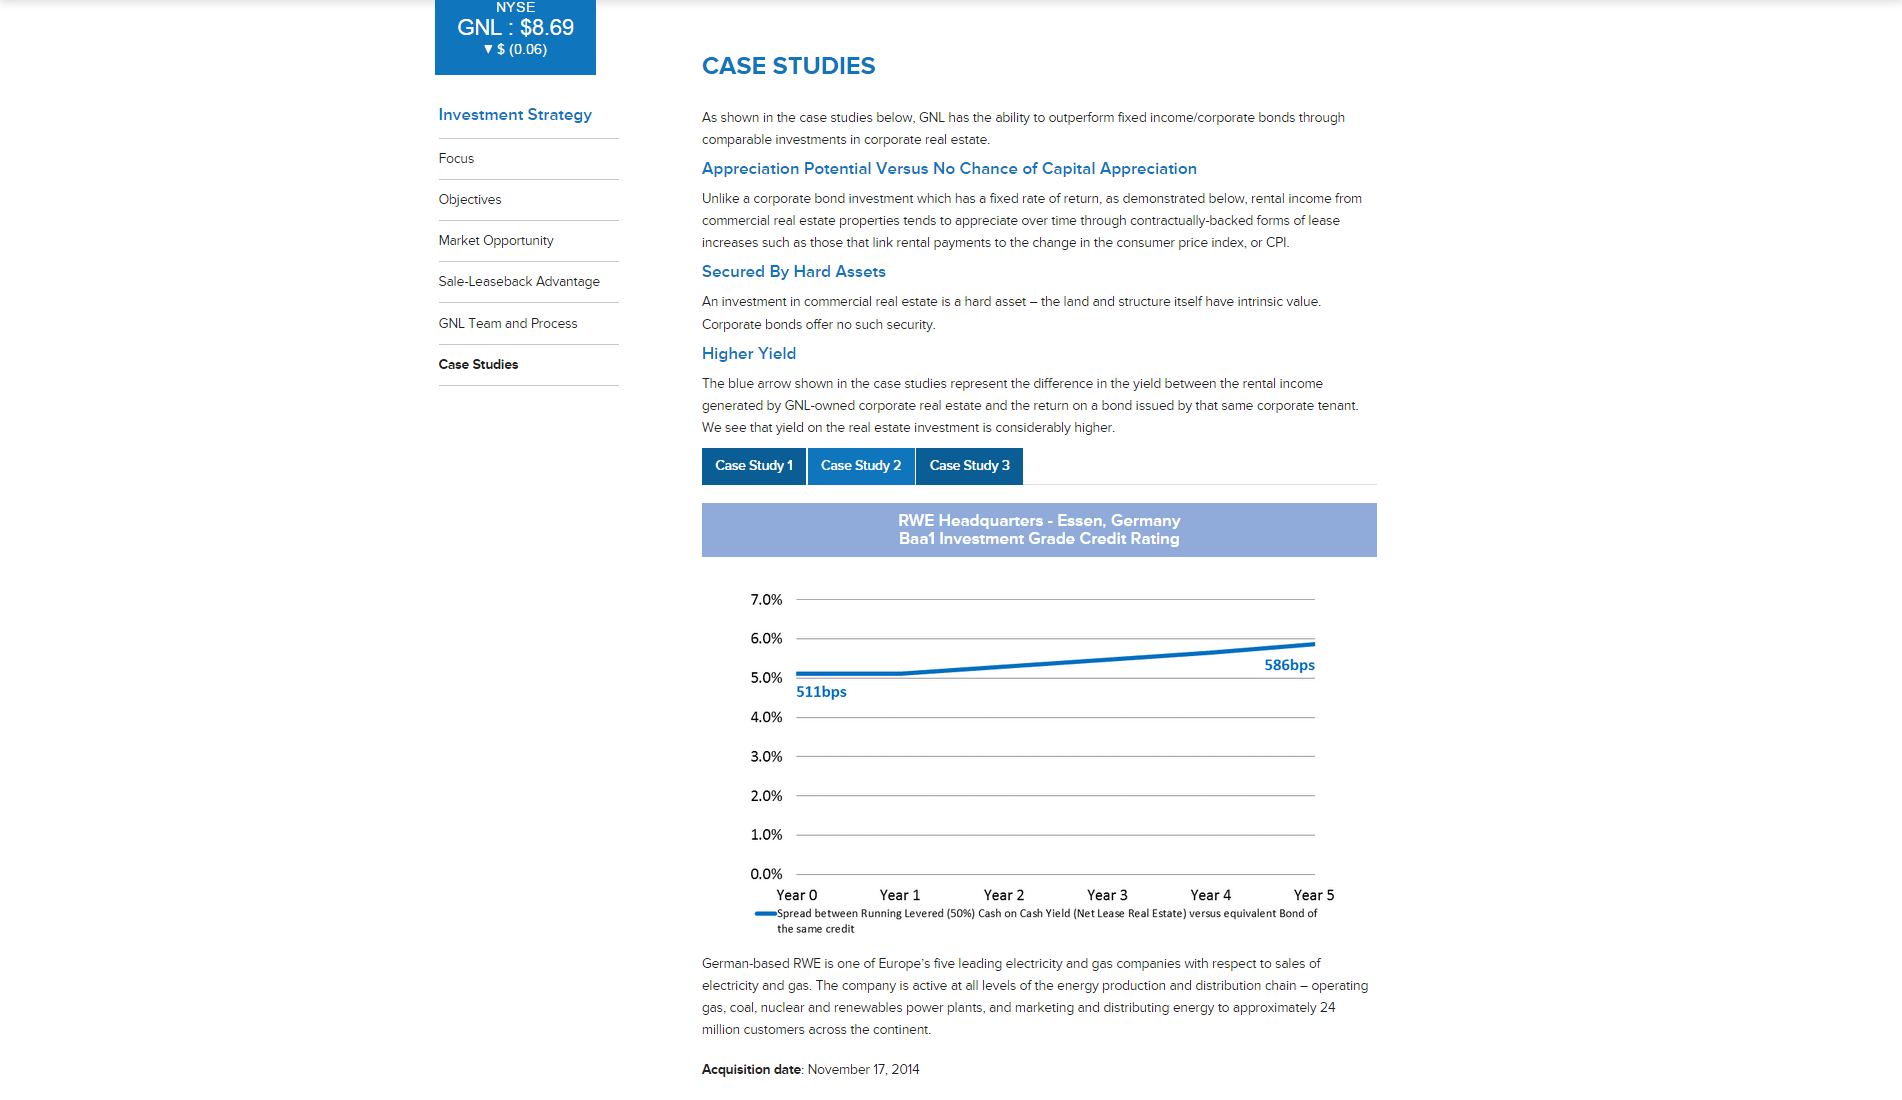 NYSE
GNL : $8.69
▼ $ (0.06)
Investment Strategy
Focus
Objectives
Market Opportunity
Sale-Leaseback Advantage
GNL Team and Process
Case Studies
CASE STUDIES
As shown in the case studies below, GNL has the ability to outperform fixed income/corporate bonds through
comparable investments in corporate real estate.
Appreciation Potential Versus No Chance of Capital Appreciation
Unlike a corporate bond investment which has a fixed rate of return, as demonstrated below, rental income from
commercial real estate properties tends to appreciate over time through contractually-backed forms of lease
increases such as those that link rental payments to the change in the consumer price index, or CPI.
Secured By Hard Assets
An investment in commercial real estate is a hard asset – the land and structure itself have intrinsic value.
Corporate bonds offer no such security.
Higher Yield
The blue arrow shown in the case studies represent the difference in the yield between the rental income
generated by GNL-owned corporate real estate and the return on a bond issued by that same corporate tenant.
We see that yield on the real estate investment is considerably higher.
Case Study 1 Case Study 2 Case Study 3
RWE Headquarters - Essen, Germany
Baa1 Investment Grade Credit Rating
7.0%
6.0%
586bps
5.0%
511bps
4.0%
3.0%
2.0%
1.0%
0.0%
Year 0 Year 1 Year 2 Year 3 Year 4 Year 5
Spread between Running Levered (50%) Cash on Cash Yield (Net Lease Real Estate) versus equivalent Bond of
the same credit
German-based RWE is one of Europe's five leading electricity and gas companies with respect to sales of
electricity and gas. The company is active at all levels of the energy production and distribution chain – operating
gas, coal, nuclear and renewables power plants, and marketing and distributing energy to approximately 24
million customers across the continent.
Acquisition date: November 17, 2014